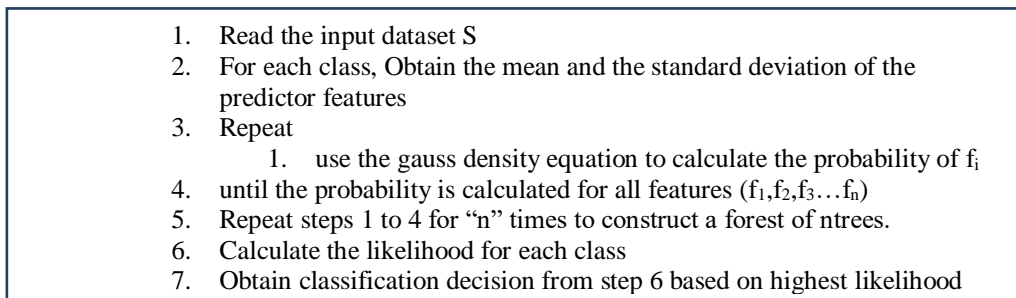 1. Read the input dataset S
2. For each class, Obtain the mean and the standard deviation of the
predictor features
3. Repeat
1. use the gauss density equation to calculate the probability of fᵢ
4. until the probability is calculated for all features (f₁,f₂,f₃…fₙ)
5. Repeat steps 1 to 4 for “n” times to construct a forest of ntrees.
6. Calculate the likelihood for each class
7. Obtain classification decision from step 6 based on highest likelihood